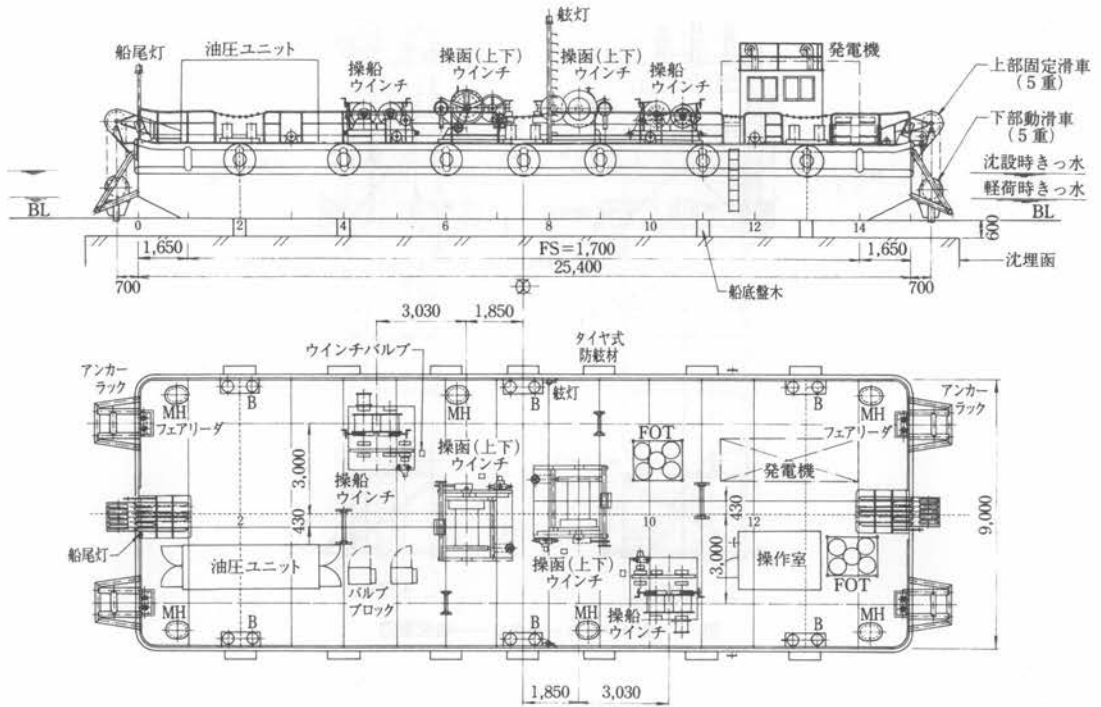 舷灯
船尾灯
油圧ユニット
操船
ウインチ
操函(上下)
ウインチ
操函(上下)
ウインチ
操船
ウインチ
発電機
上部固定滑車
(5重)
下部動滑車
(5重)
沈設時きっ水
軽荷時きっ水
BL
BL
0 2 4 6 8 10 12 14
600
1,650
FS=1,700
1,650
沈埋函
25,400
700
700
船底盤木
3,030
1,850
ウインチバルブ
タイヤ式
防舷材
アンカー
ラック
アンカー
ラック
MH
B
MH
B
舷灯
B
MH
フェアリーダ
フェアリーダ
FOT
操函(上下)
ウインチ
発電機
3,000
操船
ウインチ
430
430
9,000
2
10
12
船尾灯
3,000
油圧ユニット
バルブ
ブロック
操函(上下)
ウインチ
操作室
FOT
MH
B
B
MH
操船
ウインチ
B
MH
1,850
3,030